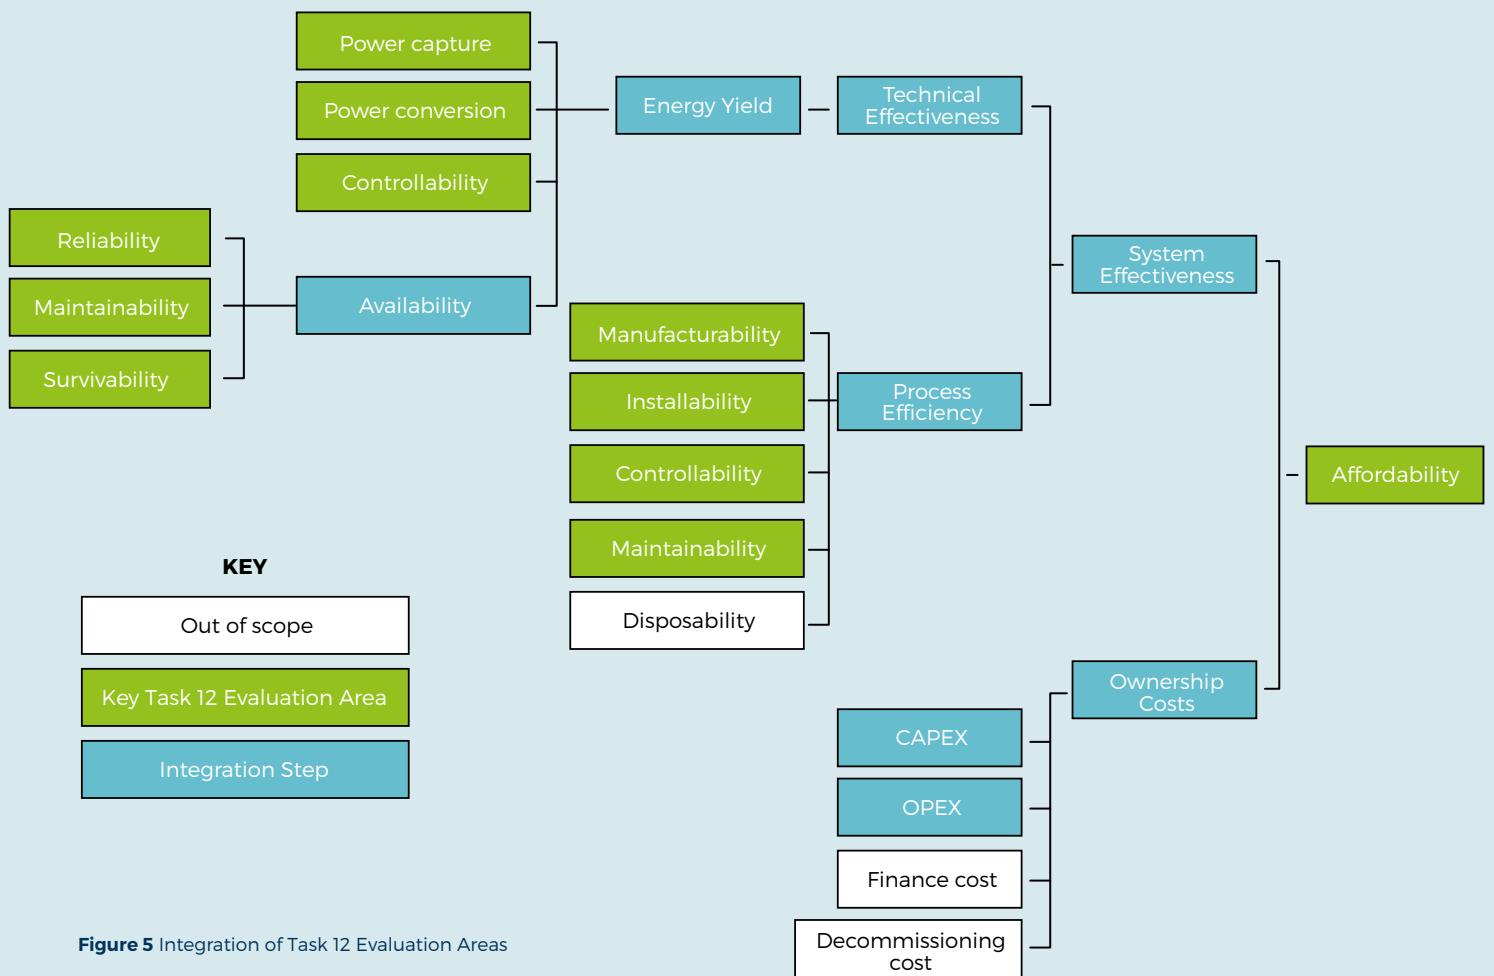 Power capture
Power conversion
Controllability
Energy Yield
Technical
Effectiveness
Reliability
Maintainability
Survivability
Availability
System
Effectiveness
Manufacturability
Installability
Controllability
Maintainability
Disposability
Process
Efficiency
Affordability
KEY
Out of scope
Key Task 12 Evaluation Area
Integration Step
Ownership
Costs
CAPEX
OPEX
Finance cost
Decommissioning
cost
Figure 5 Integration of Task 12 Evaluation Areas